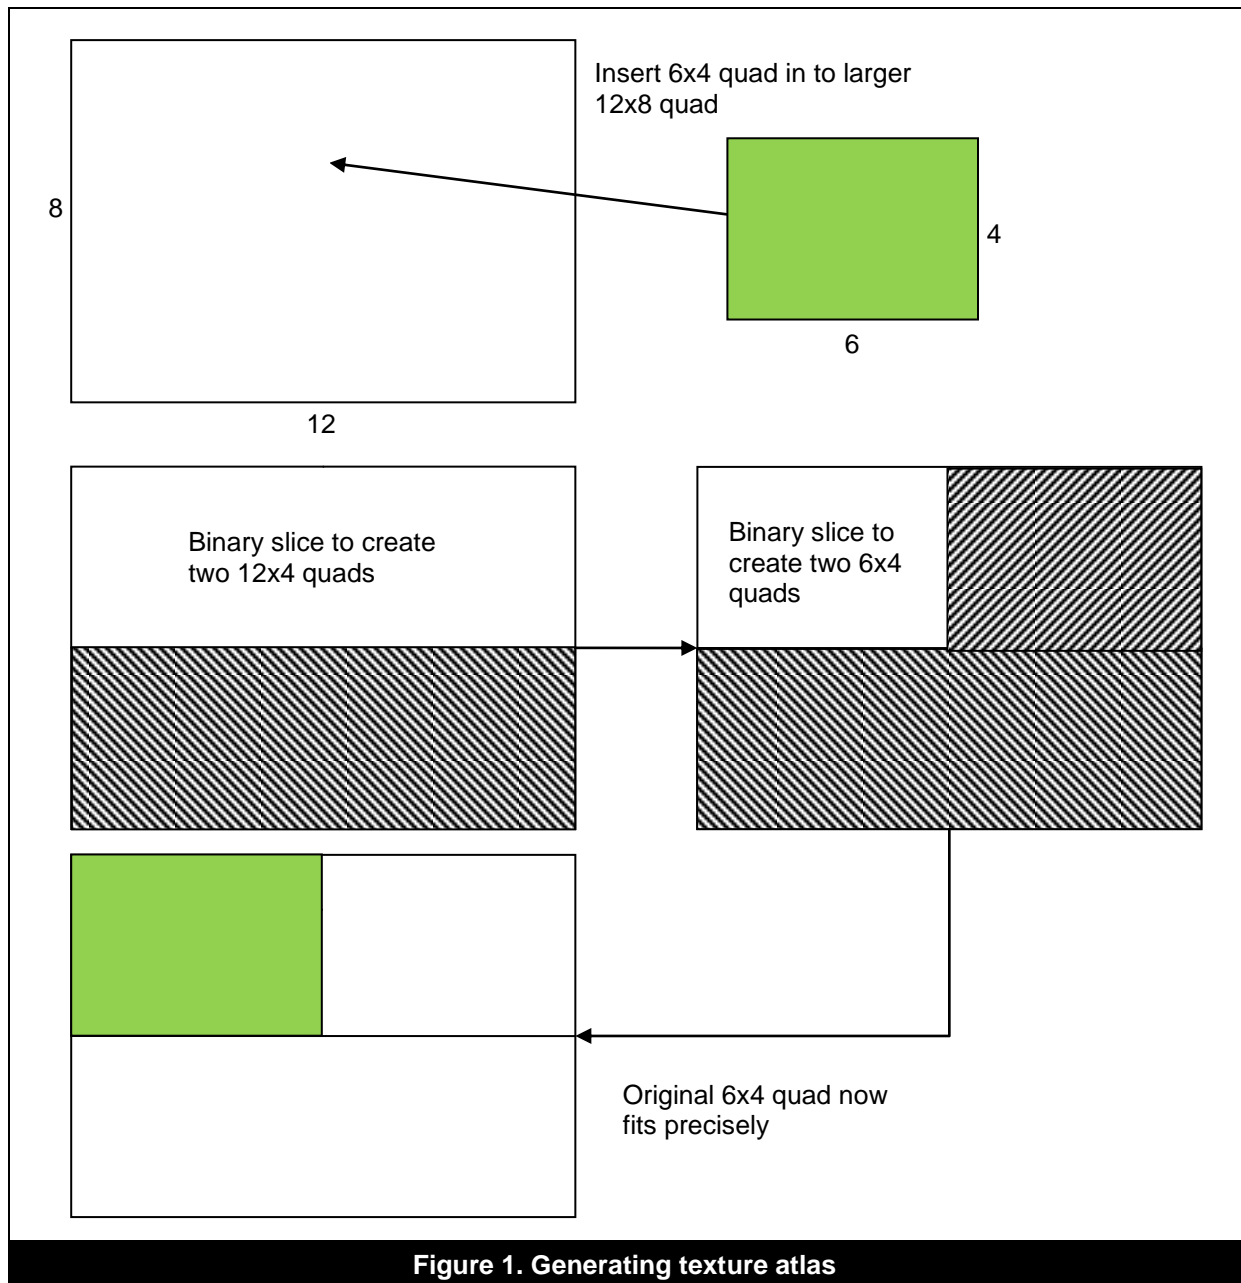 Insert 6x4 quad in to larger
12x8 quad
8
4
6
12
Binary slice to create
two 12x4 quads
Binary slice to
create two 6x4
quads
Original 6x4 quad now
fits precisely
Figure 1. Generating texture atlas